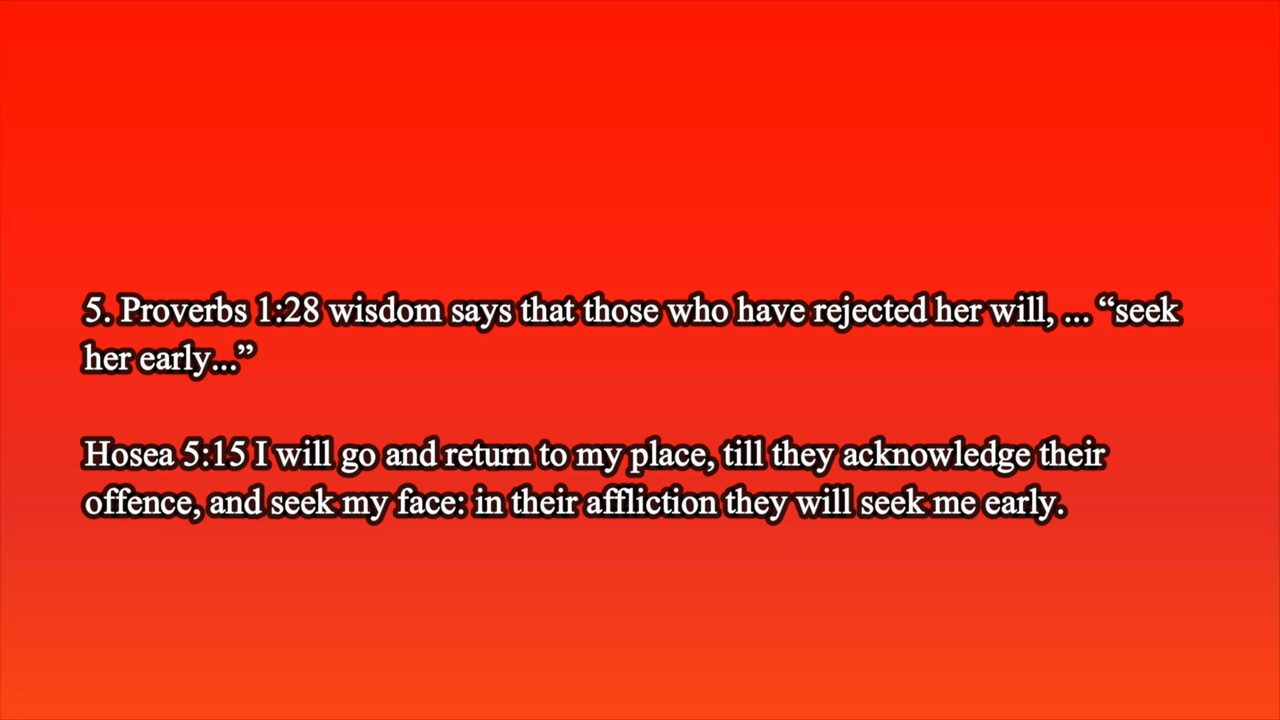 5. Proverbs 1:28 wisdom says that those who have rejected her will, ... “seek
her early...”
Hosea 5:15 I will go and return to my place, till they acknowledge their
offence, and seek my face: in their affliction they will seek me early.